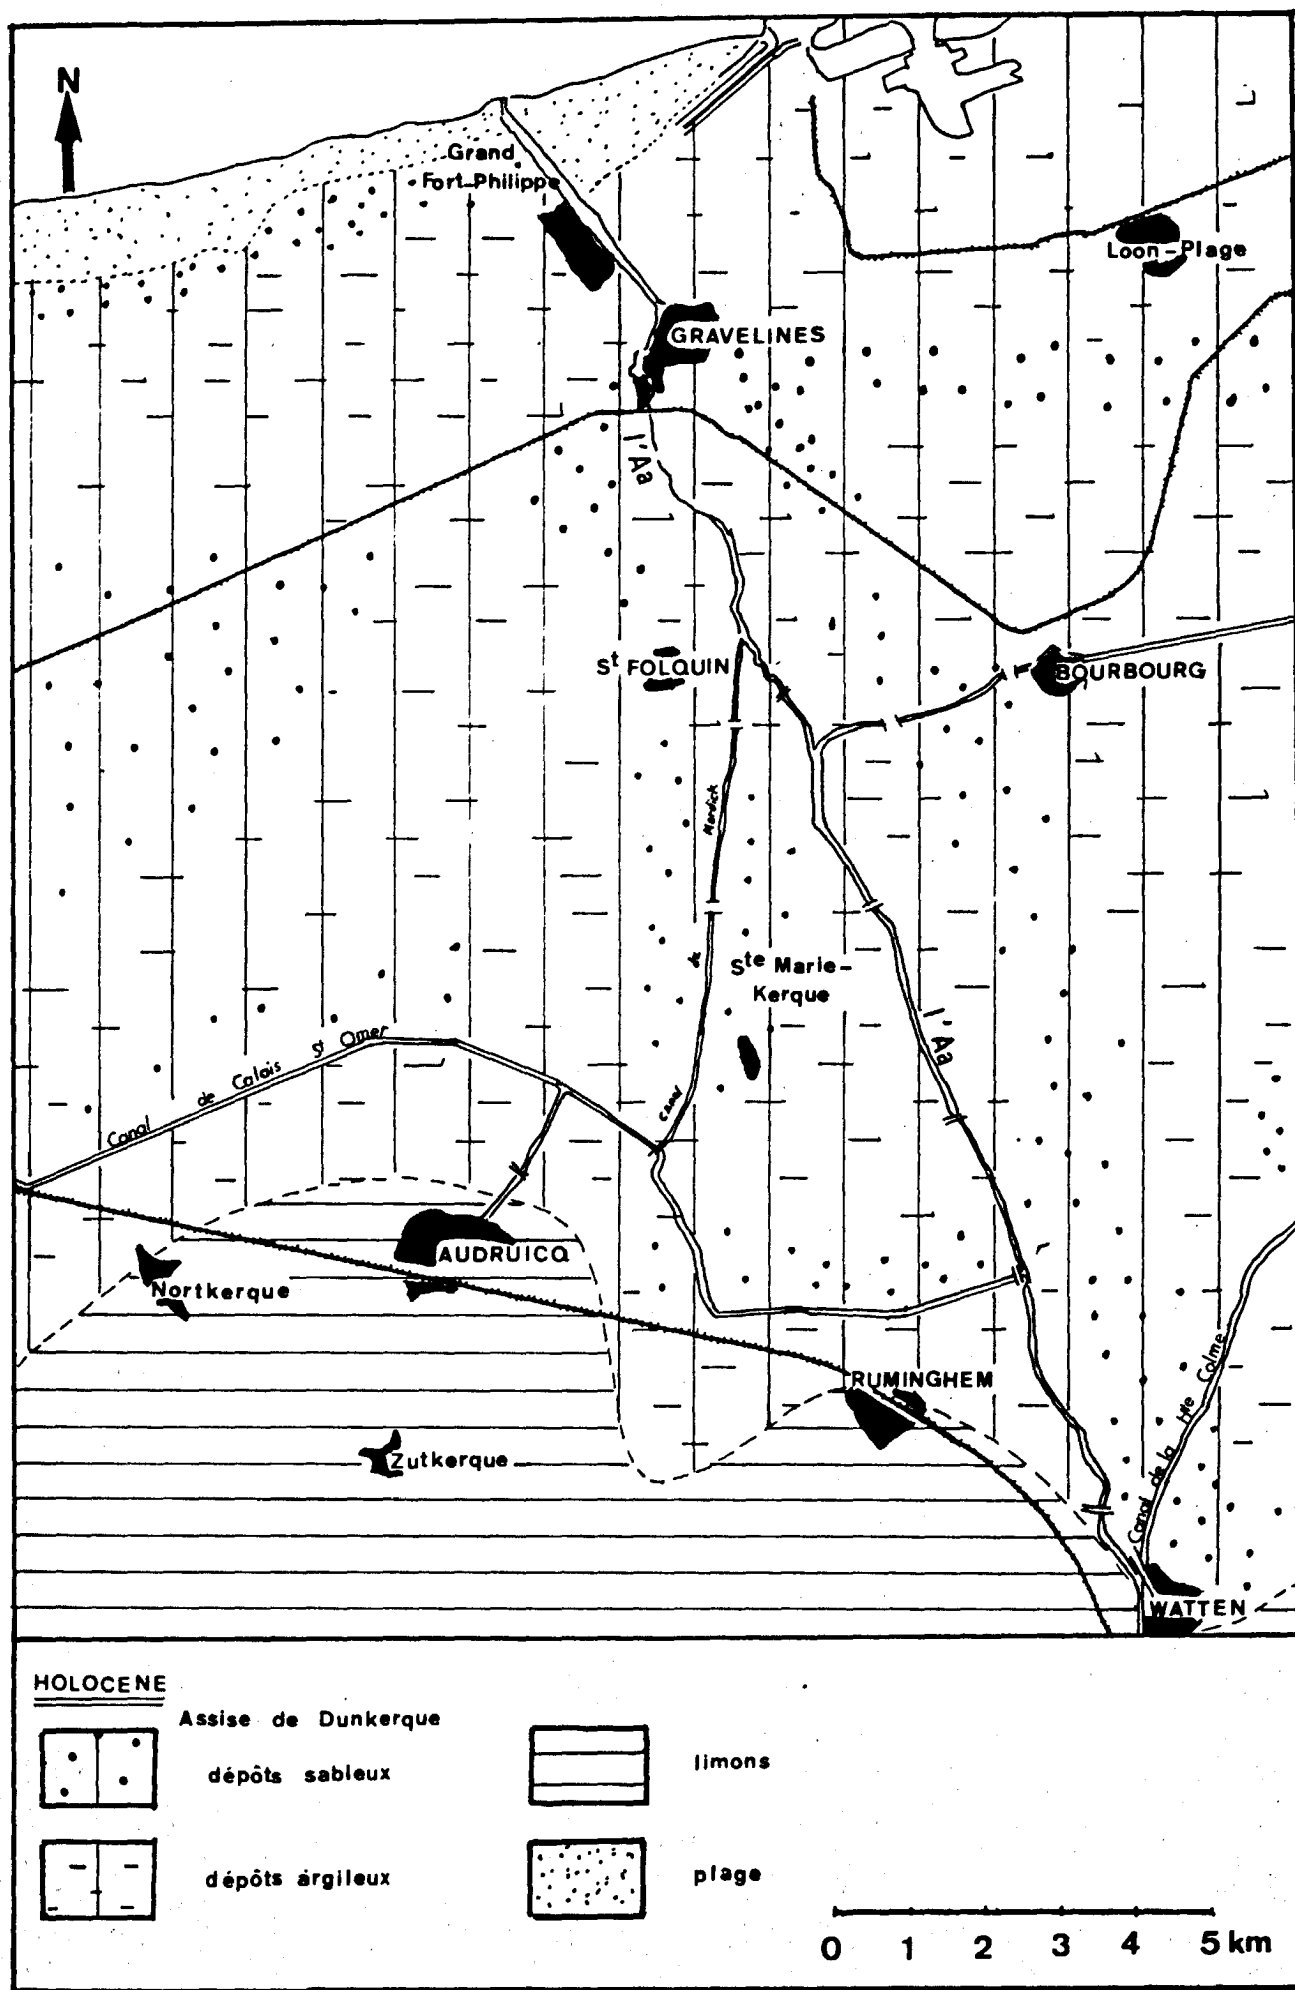 N
Grand
Fort-Philippe
Loon-Plage
GRAVELINES
l'Aa
St FOLQUIN
BOURBOURG
Canal de Mardick
Ste Marie-
Kerque
l'Aa
Canal de Calais St Omer
AUDRUICQ
Nortkerque
RUMINGHEM
Zutkerque
Canal de la Hte Colme
WATTEN
HOLOCENE
Assise de Dunkerque
dépôts sableux
limons
dépôts argileux
plage
0 1 2 3 4 5 km